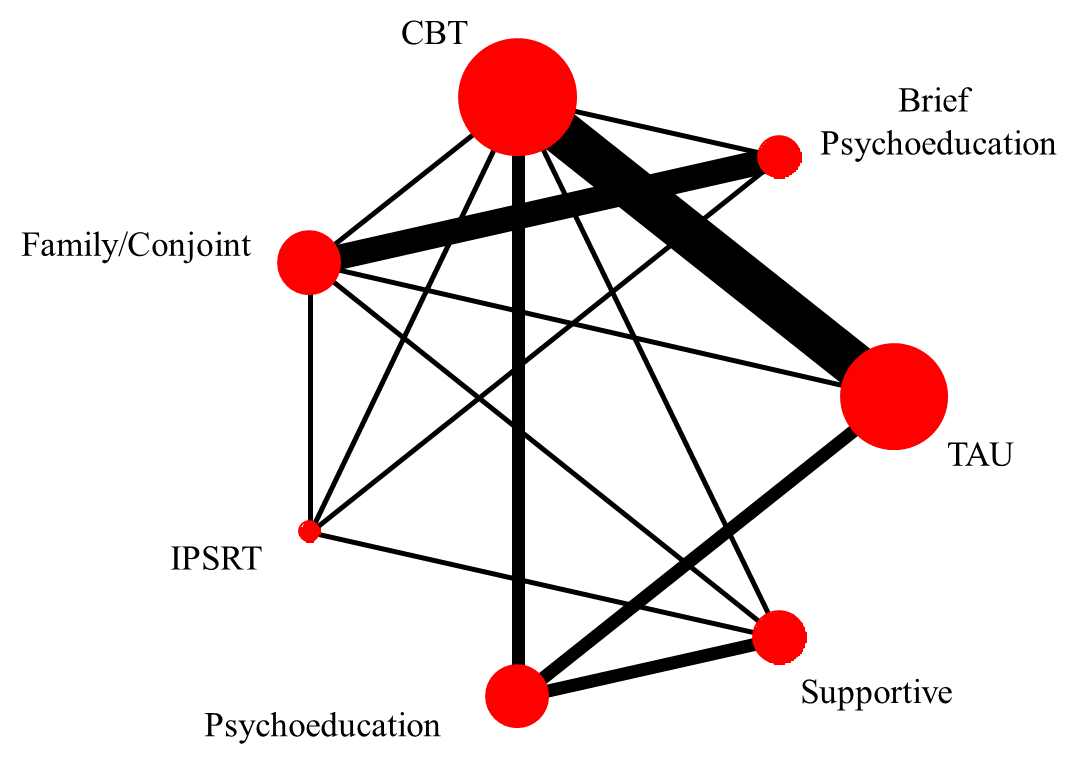 CBT
Brief
Psychoeducation
Family/Conjoint
TAU
IPSRT
Supportive
Psychoeducation